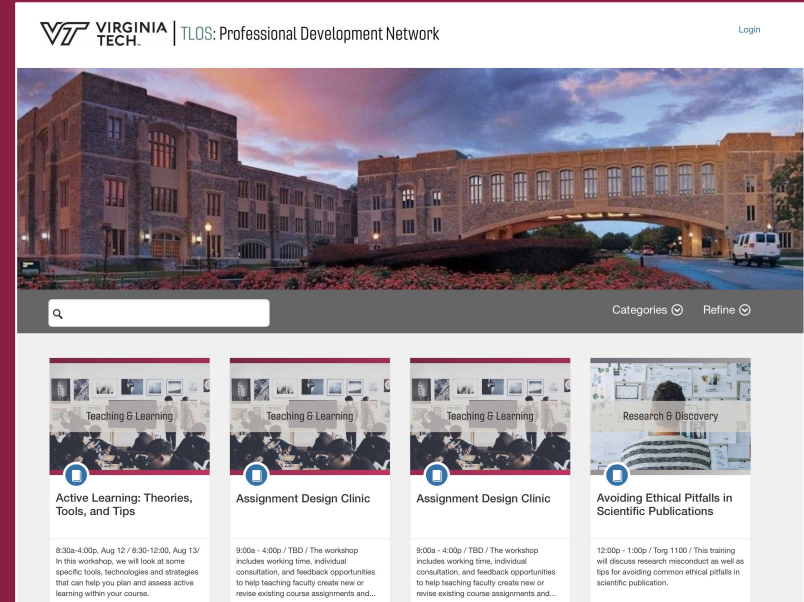 VT VIRGINIA TECH™ TLOS: Professional Development Network
Login
Categories
Refine
Teaching & Learning
Active Learning: Theories,
Tools, and Tips
8:30a-4:00p, Aug 12 / 8:30-12:00, Aug 13/
In this workshop, we will look at some
specific tools, technologies and strategies
that can help you plan and assess active
learning within your course.
Teaching & Learning
Assignment Design Clinic
9:00a - 4:00p / TBD / The workshop
includes working time, individual
consultation, and feedback opportunities
to help teaching faculty create new or
revise existing course assignments and...
Teaching & Learning
Assignment Design Clinic
9:00a - 4:00p / TBD / The workshop
includes working time, individual
consultation, and feedback opportunities
to help teaching faculty create new or
revise existing course assignments and...
Research & Discovery
Avoiding Ethical Pitfalls in
Scientific Publications
12:00p - 1:00p / Torg 1100 / This training
will discuss research misconduct as well as
tips for avoiding common ethical pitfalls in
scientific publication.